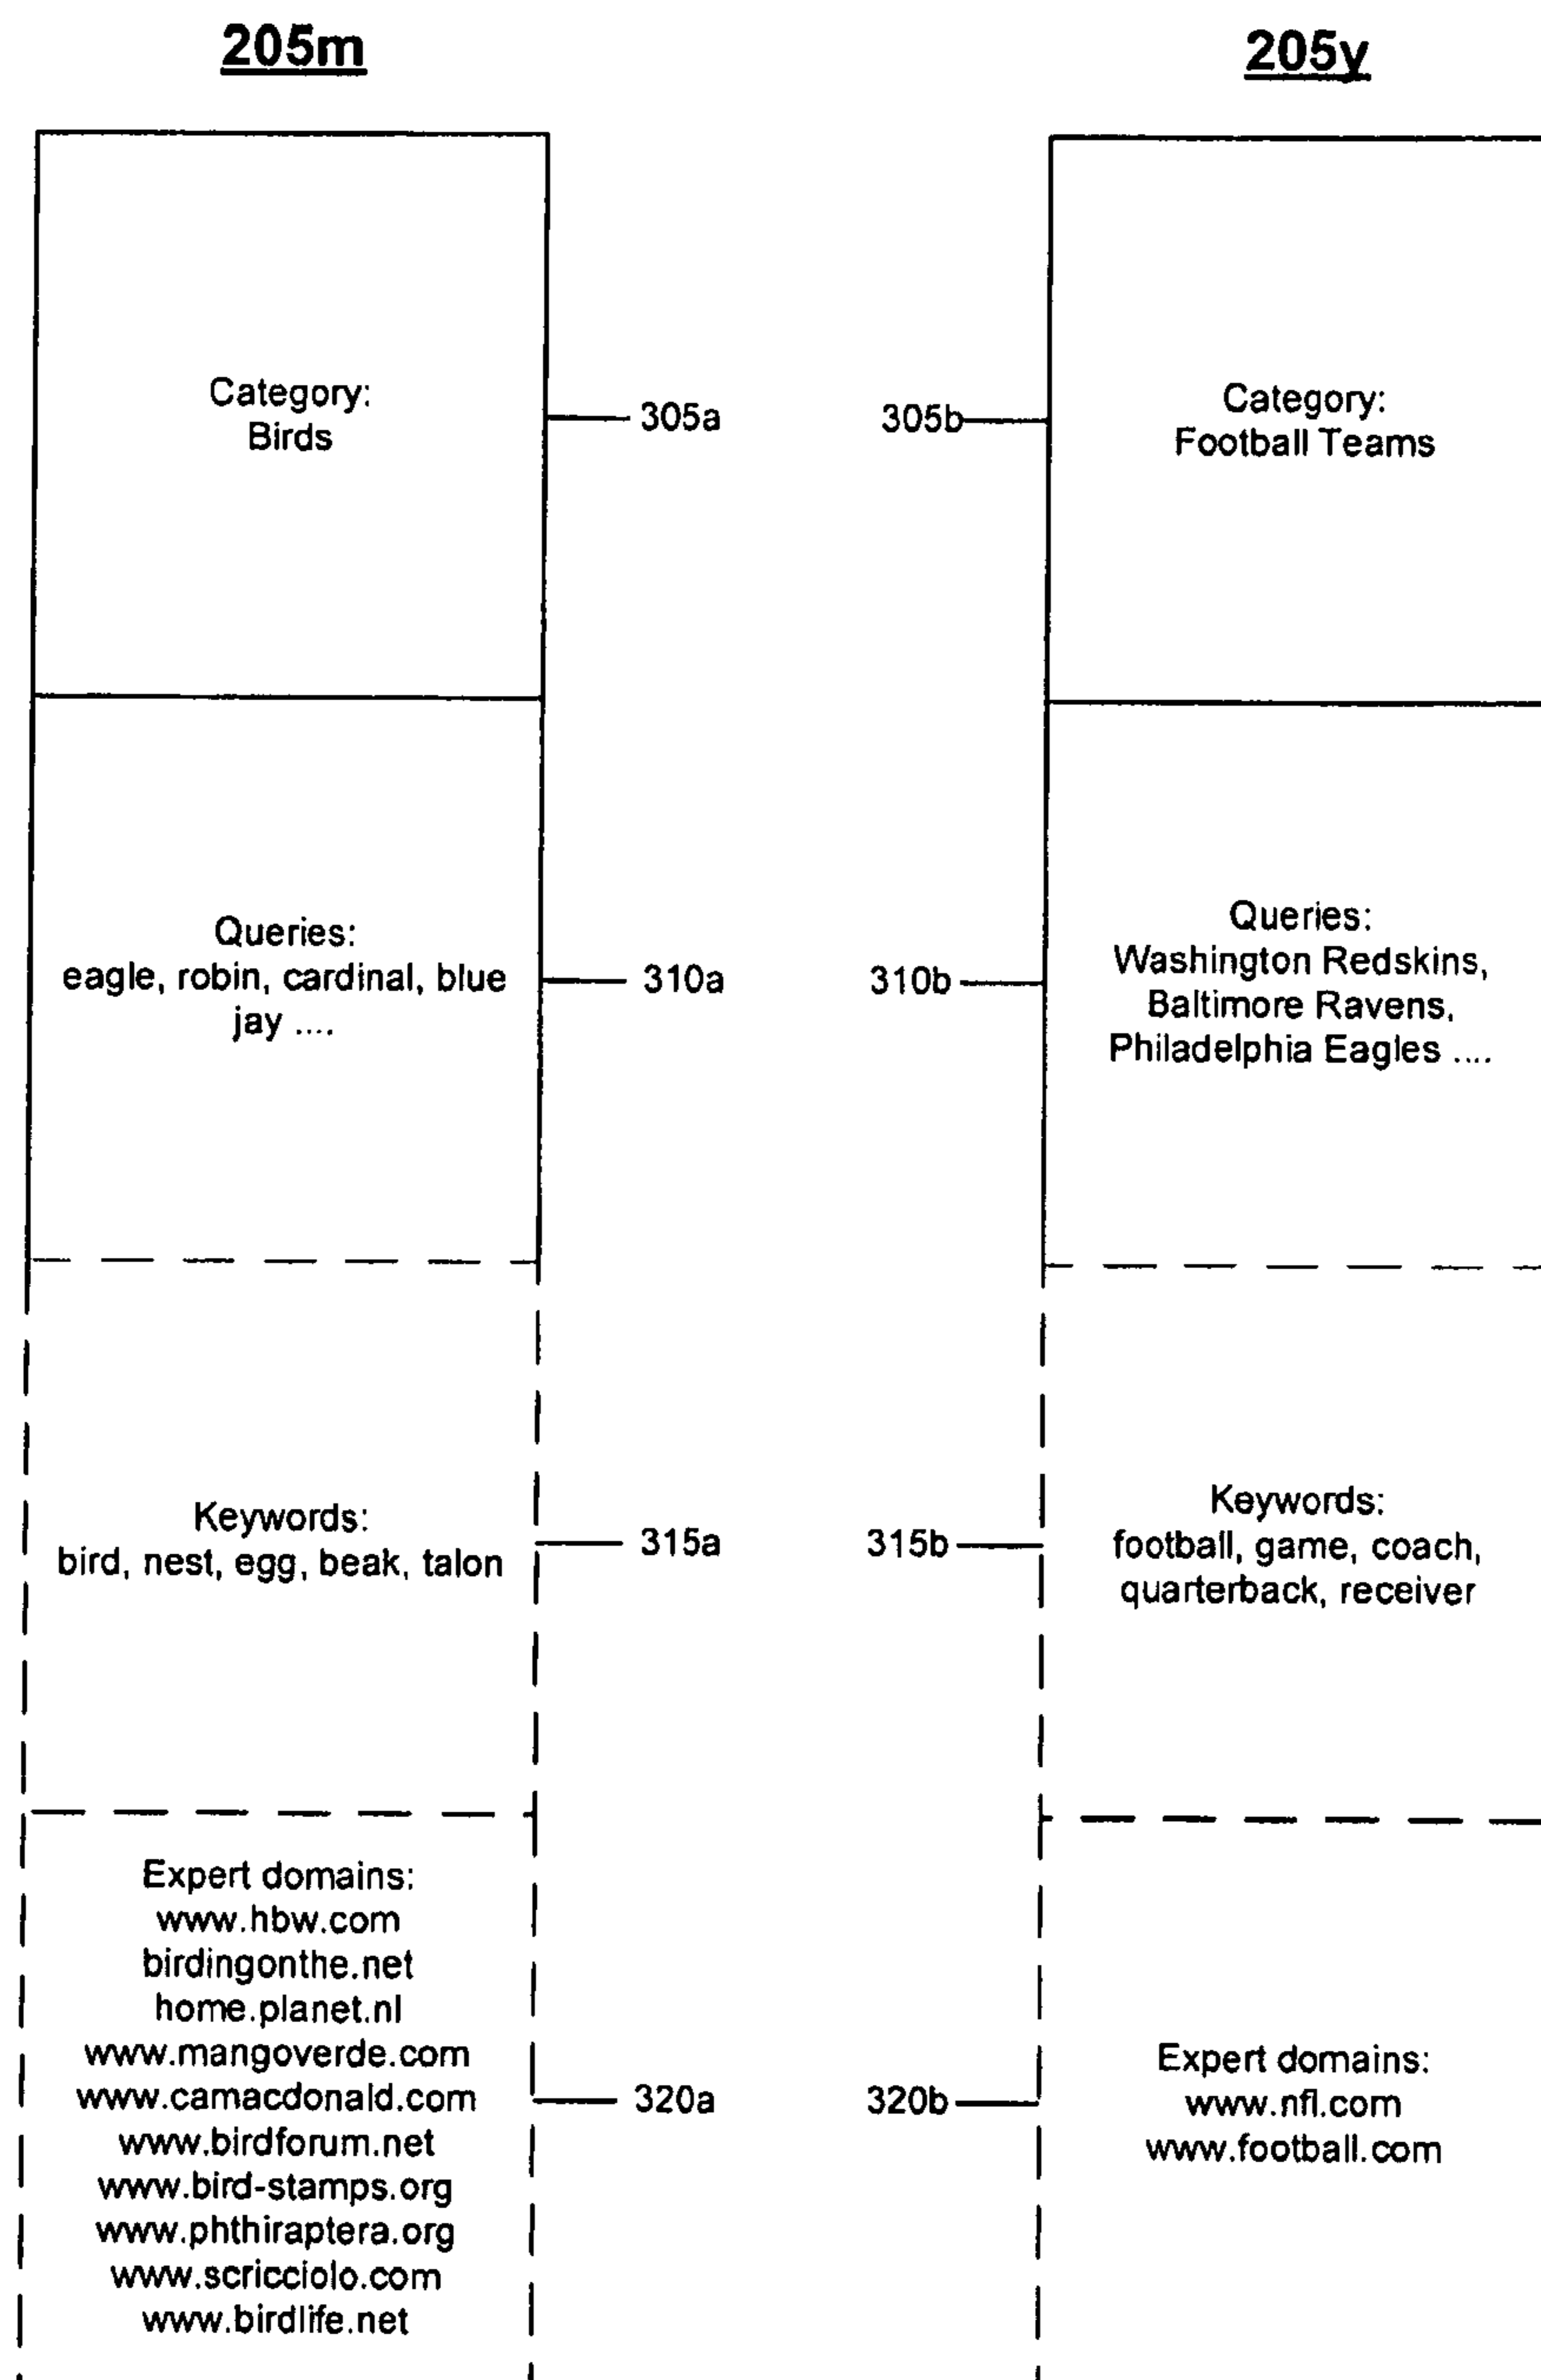 205m
Category:
Birds
305a
Queries:
eagle, robin, cardinal, blue
jay ....
310a
Keywords:
bird, nest, egg, beak, talon
315a
Expert domains:
www.hbw.com
birdingonthe.net
home.planet.nl
www.mangoverde.com
www.camacdonald.com
www.birdforum.net
www.bird-stamps.org
www.phthiraptera.org
www.scricciolo.com
www.birdlife.net
320a
205y
305b
Category:
Football Teams
310b
Queries:
Washington Redskins,
Baltimore Ravens,
Philadelphia Eagles ....
315b
Keywords:
football, game, coach,
quarterback, receiver
320b
Expert domains:
www.nfl.com
www.football.com